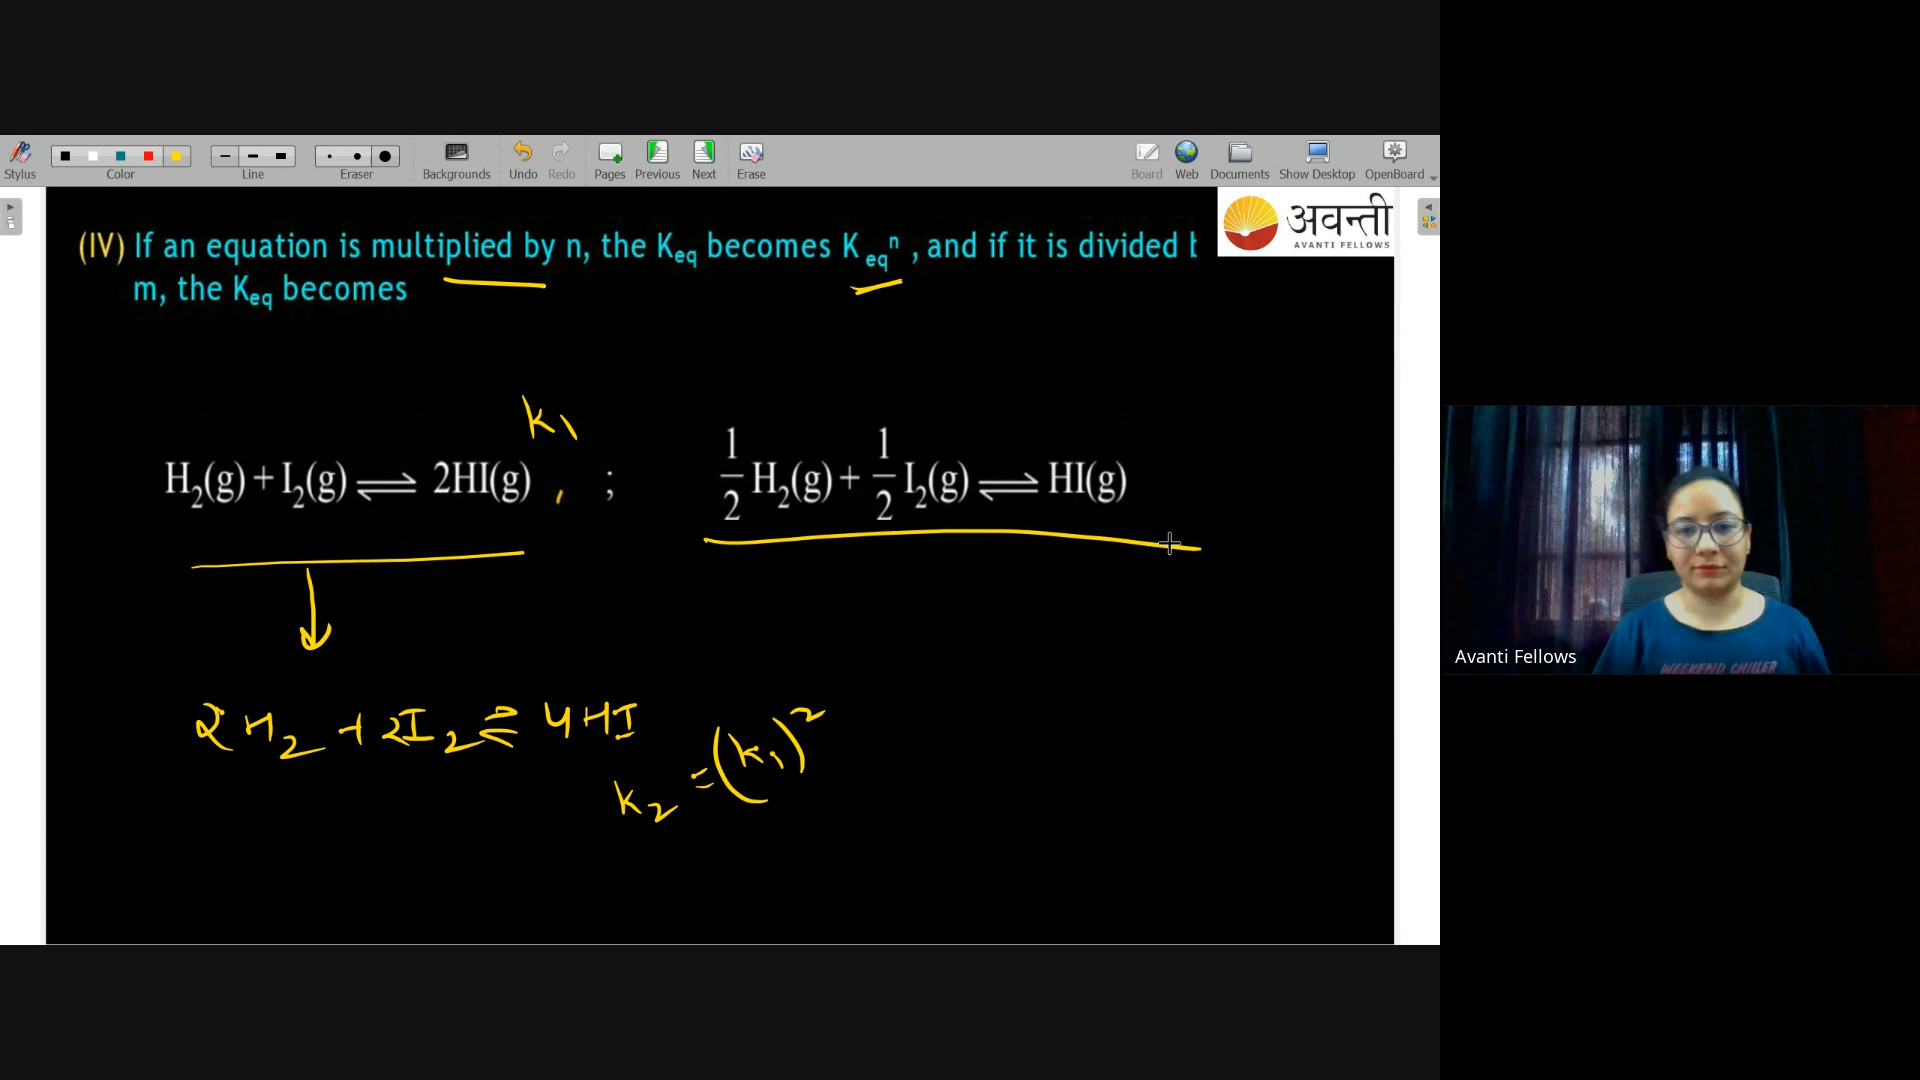 Stylus Color Line Eraser Backgrounds Undo Redo Pages Previous Next Erase Board Web Documents Show Desktop OpenBoard
अवन्ती
AVANTI FELLOWS
(IV) If an equation is multiplied by n, the Keq becomes Keqⁿ, and if it is divided
m, the Keq becomes
K₁
H₂(g) + I₂(g) ⇌ 2HI(g) ; 1/2 H₂(g) + 1/2 I₂(g) ⇌ HI(g)
2H₂ + 2I₂ ⇌ 4HI
K₂ = (K₁)²
Avanti Fellows
WEEKEND CHILLER